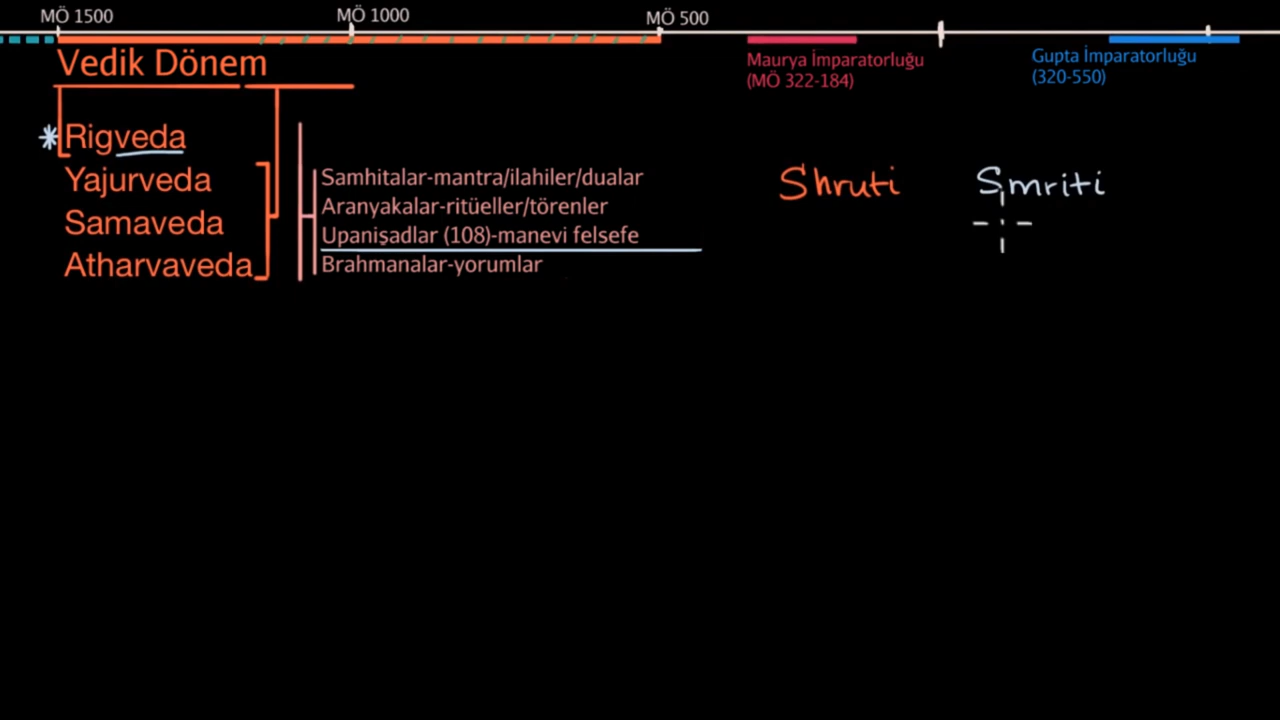 MÖ 1500 MÖ 1000 MÖ 500
Vedik Dönem
Maurya İmparatorluğu
(MÖ 322-184)
Gupta İmparatorluğu
(320-550)
*Rigveda
Yajurveda
Samaveda
Atharvaveda
Samhitalar-mantra/ilahiler/dualar
Aranyakalar-ritüeller/törenler
Upanişadlar (108)-manevi felsefe
Brahmanalar-yorumlar
Shruti
Smriti